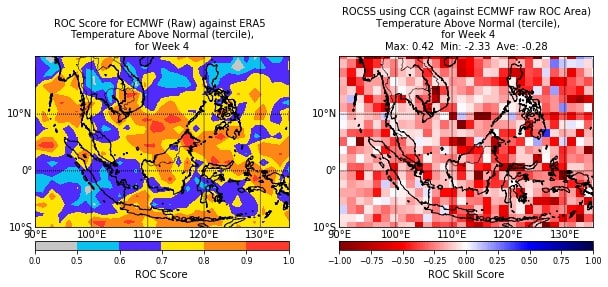 ROC Score for ECMWF (Raw) against ERA5
Temperature Above Normal (tercile),
for Week 4
10°N
0°
10°S
90°E 100°E 110°E 120°E 130°E
0.0 0.5 0.6 0.7 0.8 0.9 1.0
ROC Score
ROCSS using CCR (against ECMWF raw ROC Area)
Temperature Above Normal (tercile),
for Week 4
Max: 0.42 Min: -2.33 Ave: -0.28
10°N
0°
10°S
90°E 100°E 110°E 120°E 130°E
−1.00 −0.75 −0.50 −0.25 0.00 0.25 0.50 0.75 1.00
ROC Skill Score